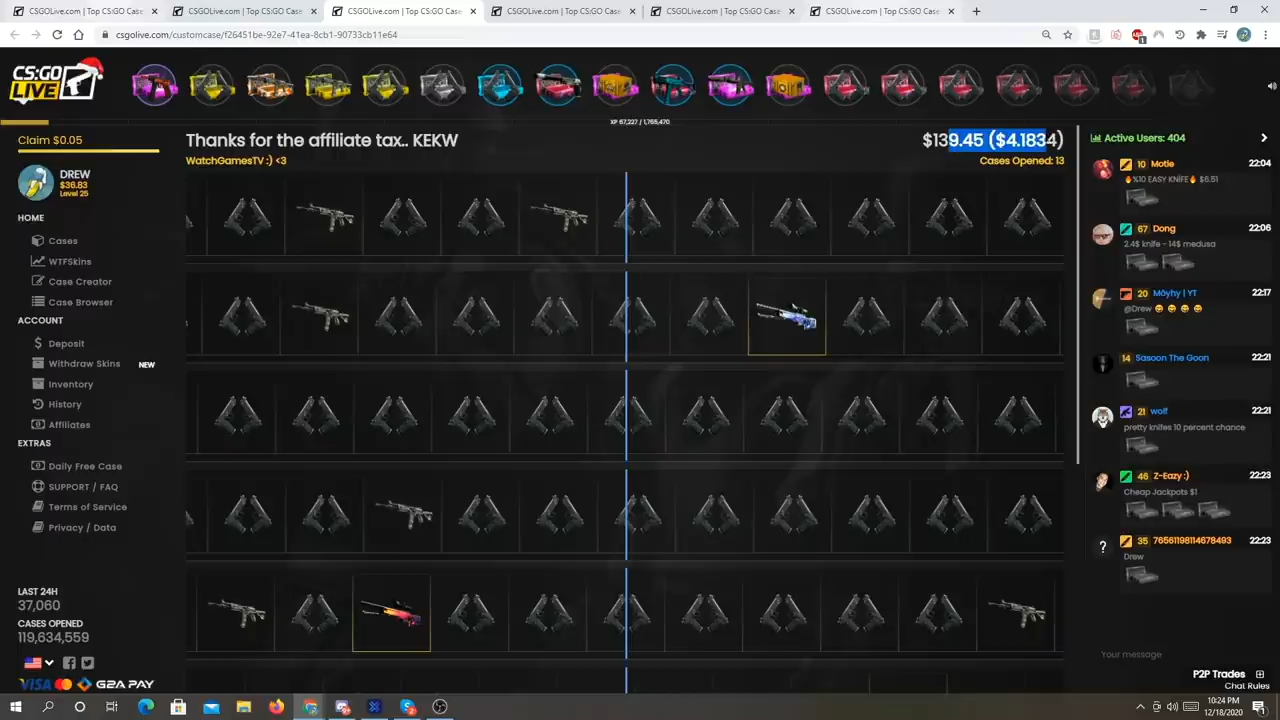 CSGOLive.com | Top CS:GO Case
CSGOLive.com | Top CS:GO Case
CSGOLive.com | Top CS:GO Case
CSGOLive.com | Top CS:GO Case
CSGOLive.com | Top CS:GO Case
CSGOLive.com | Top CS:GO Case
csgolive.com/customcase/f26451be-92e7-41ea-8cb1-90733cb11e64
CS:GO
LIVE
XP 67,227 / 1,765,470
Claim $0.05
DREW
$36.83
Level 25
HOME
Cases
WTFSkins
Case Creator
Case Browser
ACCOUNT
Deposit
Withdraw Skins NEW
Inventory
History
Affiliates
EXTRAS
Daily Free Case
SUPPORT / FAQ
Terms of Service
Privacy / Data
LAST 24H
37,060
CASES OPENED
119,634,559
VISA G2A PAY
Thanks for the affiliate tax.. KEKW
$139.45 ($4.1834)
WatchGamesTV :) <3
Cases Opened: 13
Active Users: 404
10 Motie 22:04
🔥%10 EASY KNİFE🔥 $6.51
67 Dong 22:06
2.4$ knife - 14$ medusa
20 Möyhy | YT 22:17
@Drew 😄 😄 😄 😄
14 Sasoon The Goon 22:21
21 wolf 22:21
pretty knifes 10 percent chance
46 Z-Eazy :) 22:23
Cheap Jackpots $1
35 76561198114678493 22:23
Drew
Your message
P2P Trades
Chat Rules
10:24 PM
12/18/2020